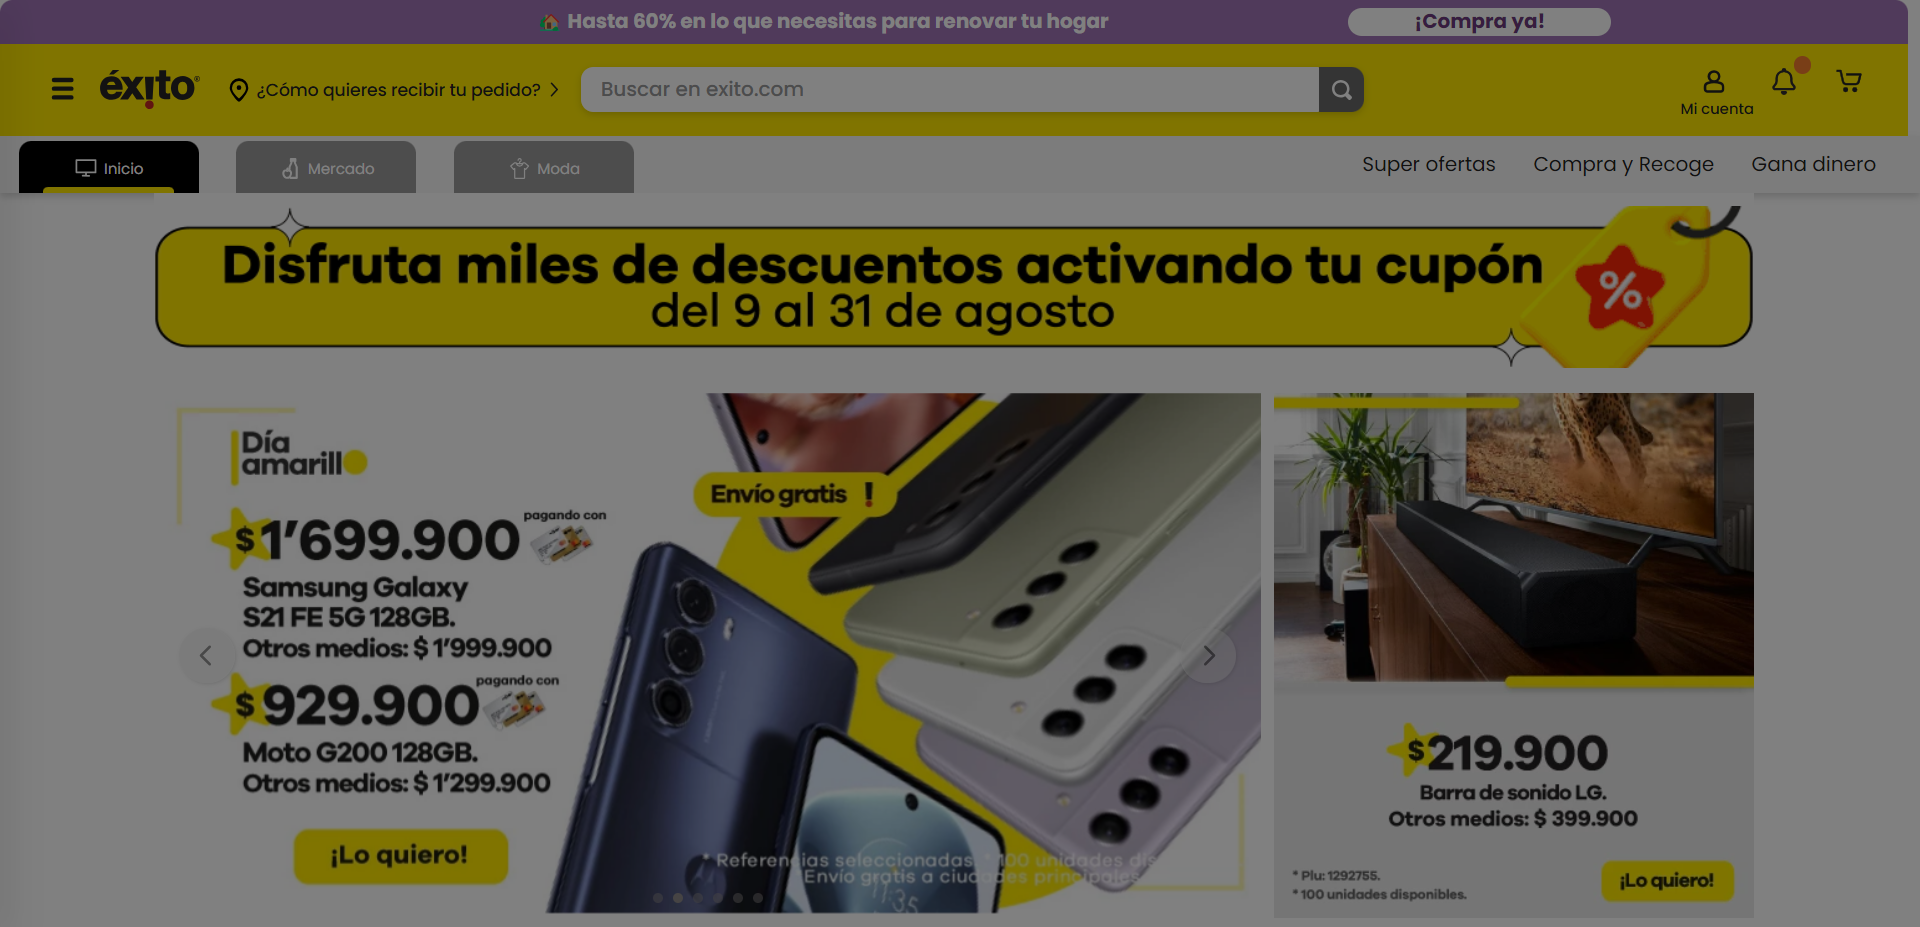 Hasta 60% en lo que necesitas para renovar tu hogar
¡Compra ya!
éxito
¿Cómo quieres recibir tu pedido?
Buscar en exito.com
Mi cuenta
Inicio
Mercado
Moda
Super ofertas
Compra y Recoge
Gana dinero
Disfruta miles de descuentos activando tu cupón
del 9 al 31 de agosto
%
Día
amarillo
Envío gratis !
$1'699.900
pagando con
Samsung Galaxy
S21 FE 5G 128GB.
Otros medios: $ 1'999.900
$929.900
pagando con
Moto G200 128GB.
Otros medios: $ 1'299.900
¡Lo quiero!
* Referencias seleccionadas. * 100 unidades dis
Envío gratis a ciudades principales
11:35
$219.900
Barra de sonido LG.
Otros medios: $ 399.900
* Plu: 1292755.
* 100 unidades disponibles.
¡Lo quiero!